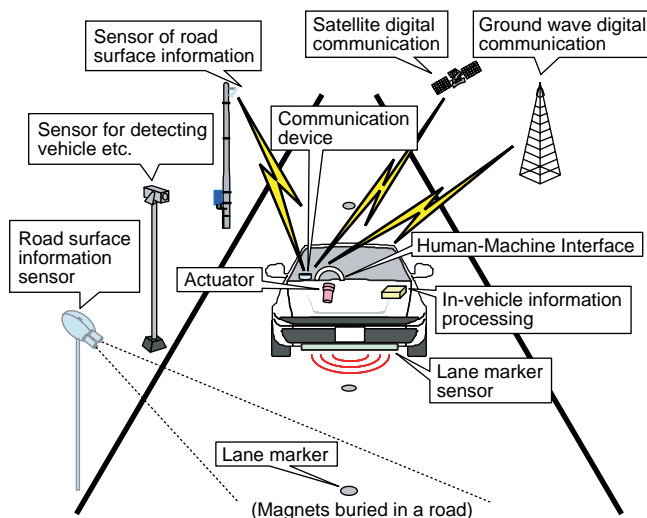 Sensor of road
surface information
Satellite digital
communication
Ground wave digital
communication
Sensor for detecting
vehicle etc.
Communication
device
Road surface
information
sensor
Human-Machine Interface
Actuator
In-vehicle information
processing
Lane marker
sensor
Lane marker
(Magnets buried in a road)